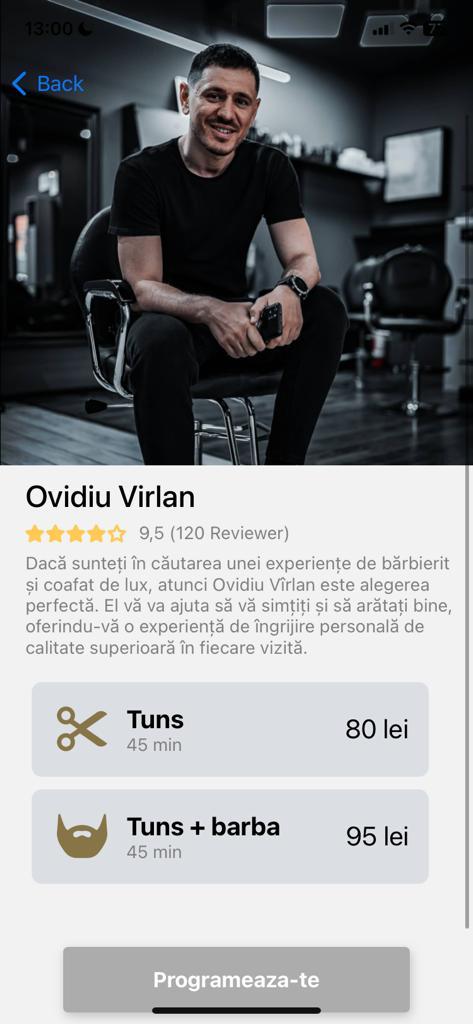 13:00
Back
Ovidiu Virlan
9,5 (120 Reviewer)
Dacă sunteți în căutarea unei experiențe de bărbierit
și coafat de lux, atunci Ovidiu Vîrlan este alegerea
perfectă. El vă va ajuta să vă simțiți și să arătați bine,
oferindu-vă o experiență de îngrijire personală de
calitate superioară în fiecare vizită.
Tuns
80 lei
45 min
Tuns + barba
95 lei
45 min
Programeaza-te